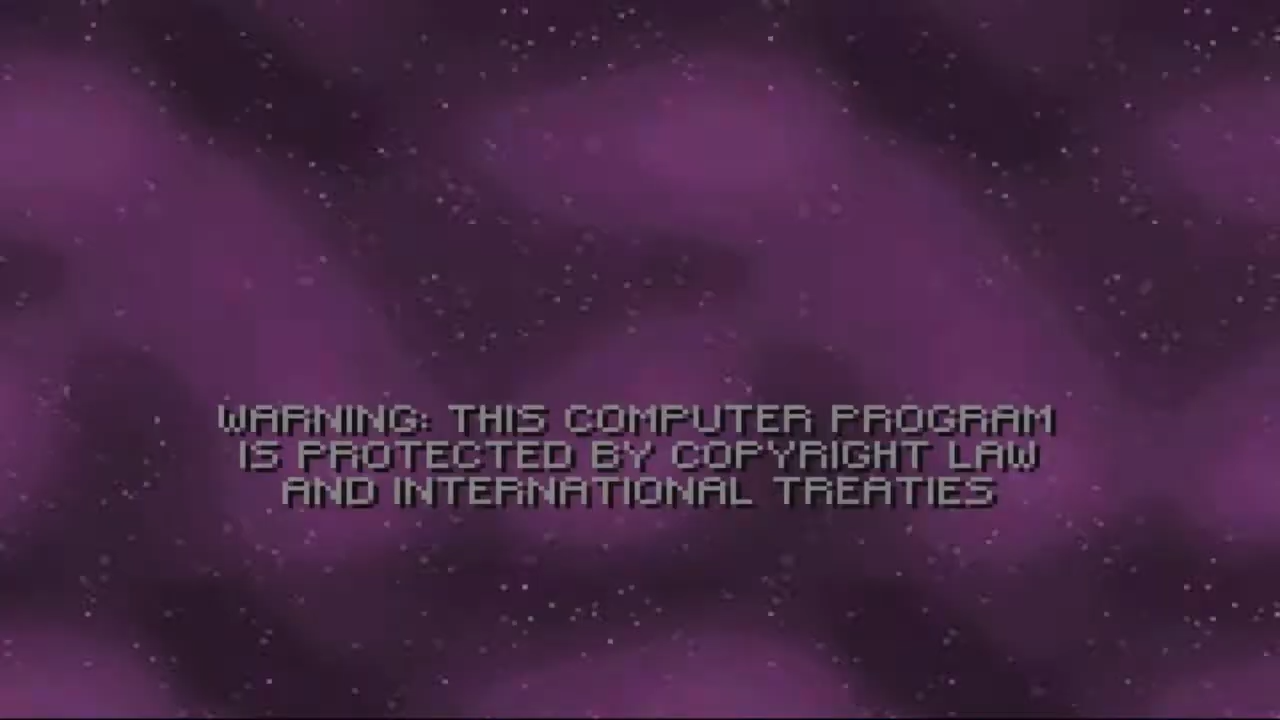 WARNING: THIS COMPUTER PROGRAM
IS PROTECTED BY COPYRIGHT LAW
AND INTERNATIONAL TREATIES